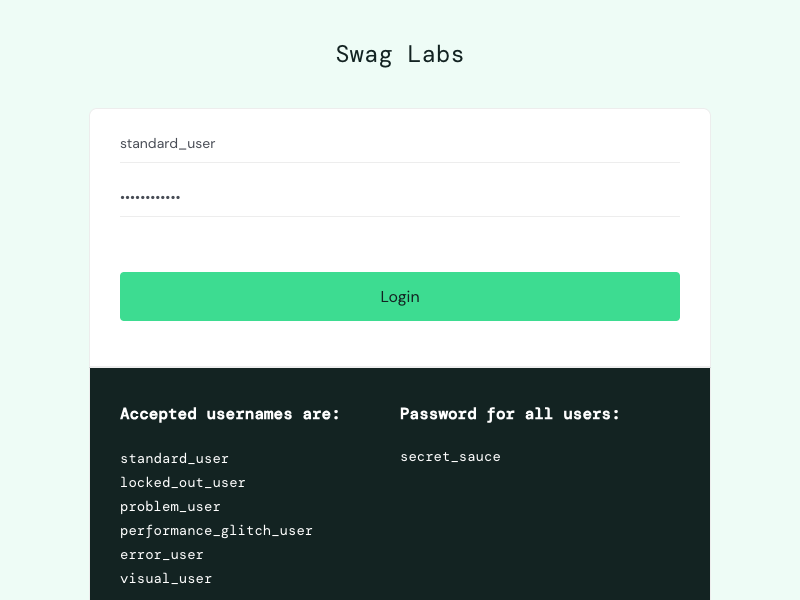 Swag Labs
standard_user
••••••••••••
Login
Accepted usernames are:
standard_user
locked_out_user
problem_user
performance_glitch_user
error_user
visual_user
Password for all users:
secret_sauce